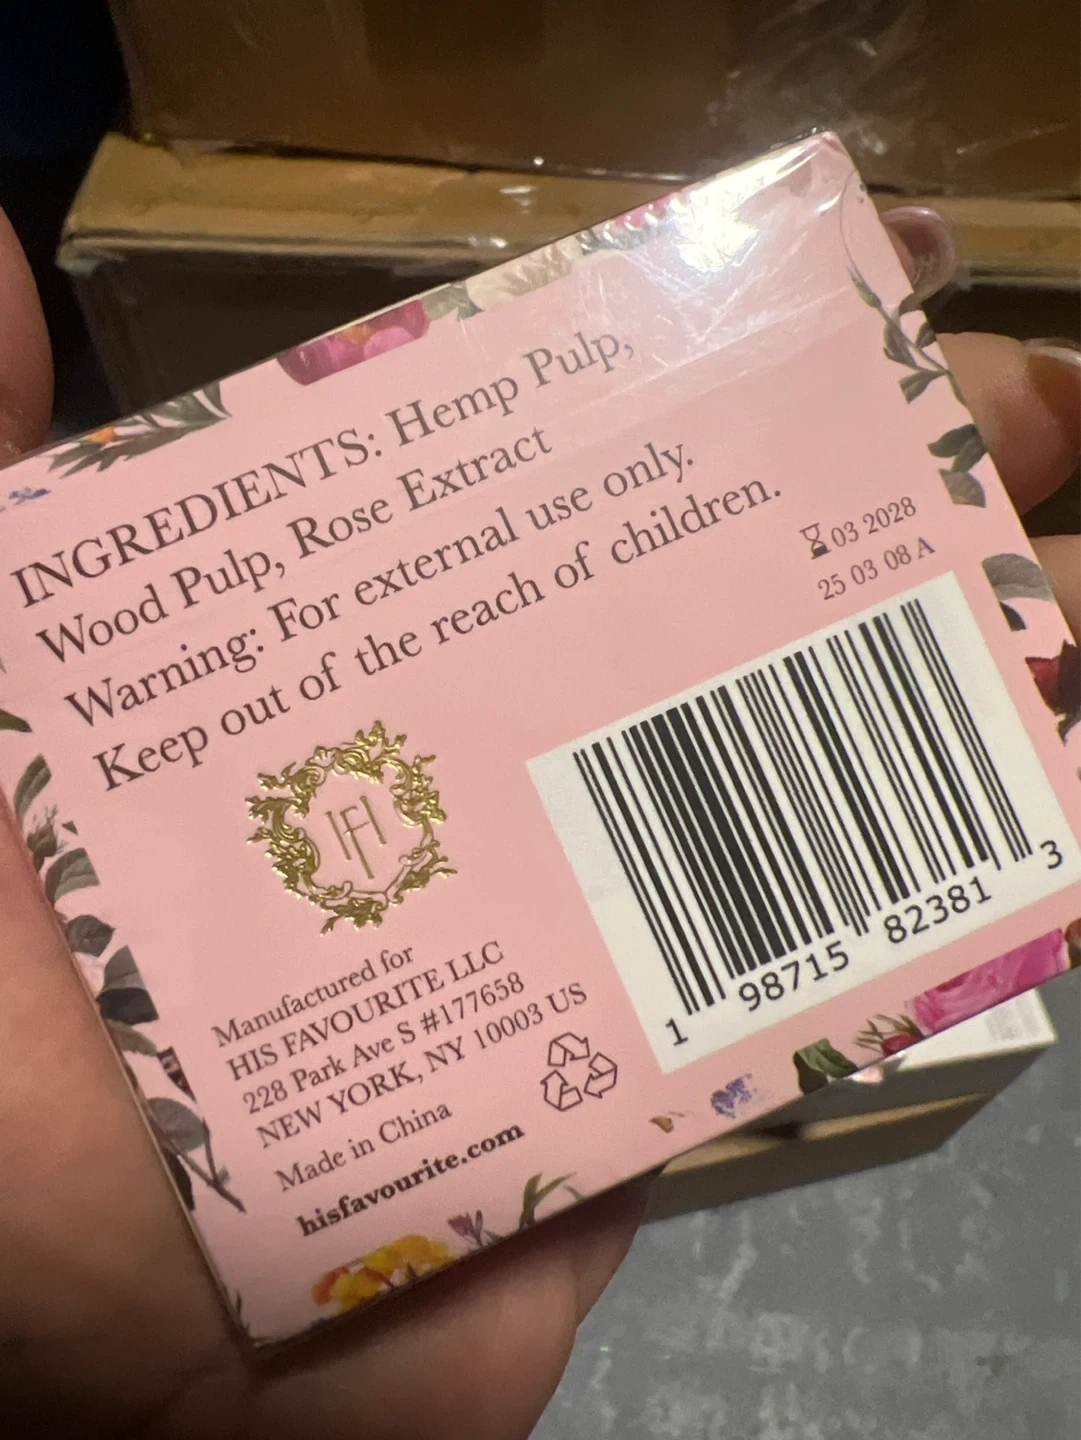 INGREDIENTS: Hemp Pulp,
Wood Pulp, Rose Extract
Warning: For external use only.
Keep out of the reach of children.
03 2028
25 03 08 A
HF
Manufactured for
HIS FAVOURITE LLC
228 Park Ave S #177658
NEW YORK, NY 10003 US
Made in China
hisfavourite.com
1 98715 82381 3